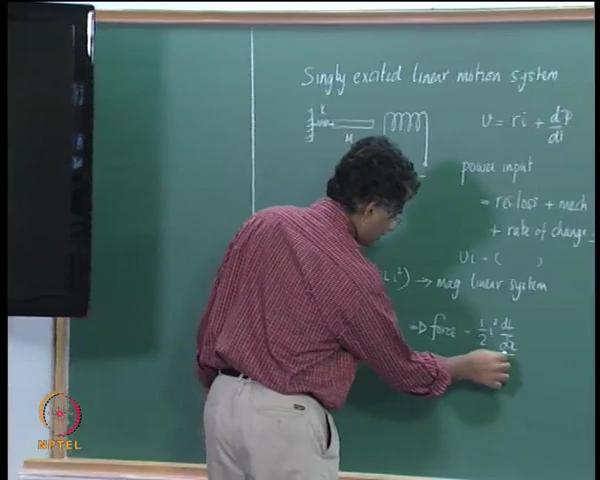 Singly excited linear motion system
K
M
v = ri + dψ/dt
power input
= res loss + mech
+ rate of change
vi = ( )
Li²) → mag linear system
⇒ force = 1/2 i² dL/dx
NPTEL